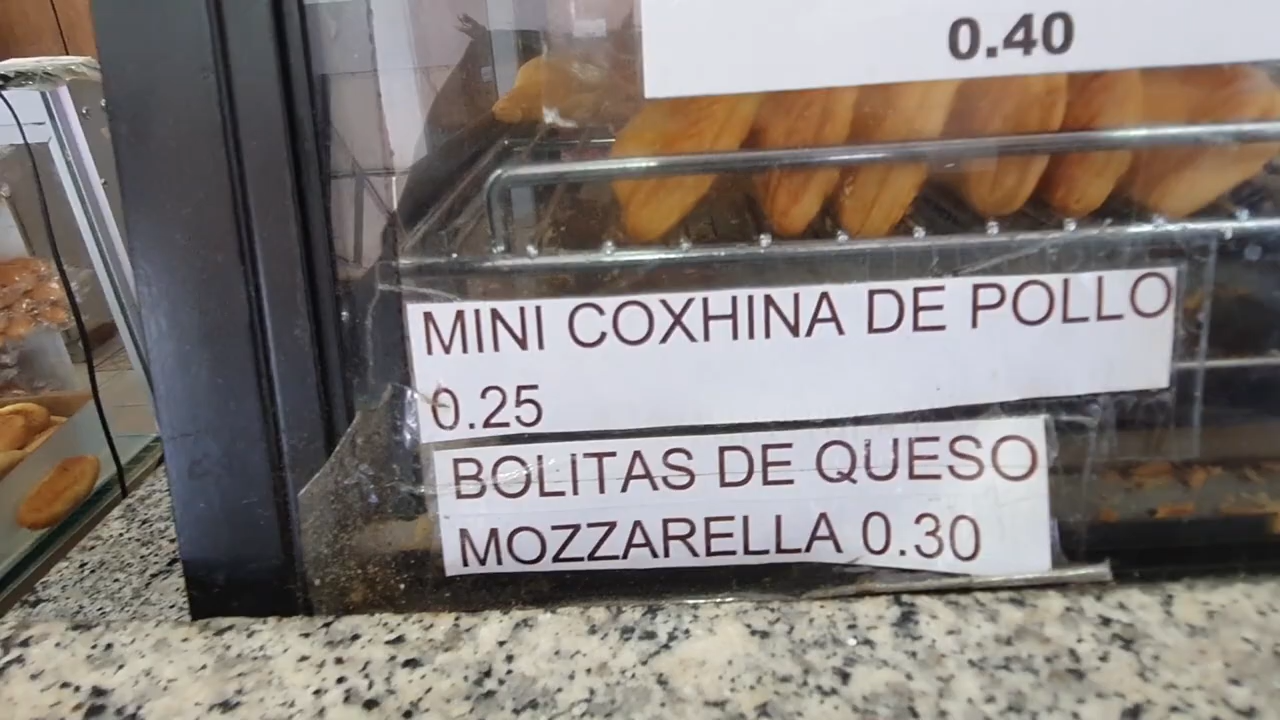 0.40
MINI COXHINA DE POLLO
0.25
BOLITAS DE QUESO
MOZZARELLA 0.30